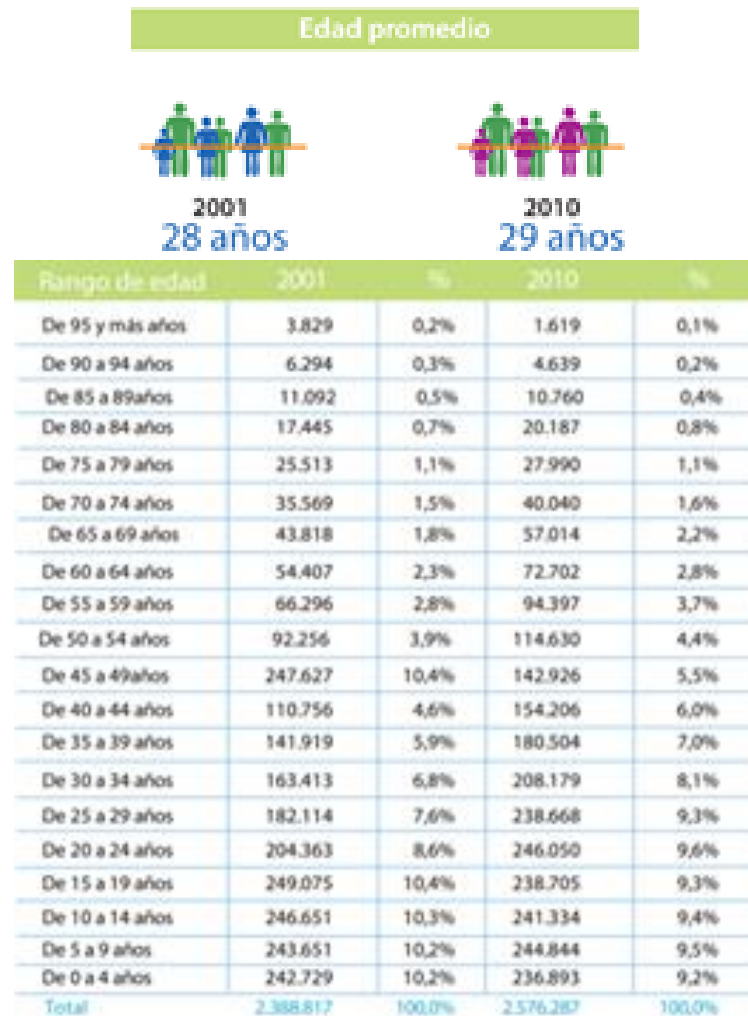 Edad promedio
2001 2010
28 años 29 años
Rango de edad 2001 % 2010 %
De 95 y más años 3.829 0,2% 1.619 0,1%
De 90 a 94 años 6.294 0,3% 4.639 0,2%
De 85 a 89años 11.092 0,5% 10.760 0,4%
De 80 a 84 años 17.445 0,7% 20.187 0,8%
De 75 a 79 años 25.513 1,1% 27.990 1,1%
De 70 a 74 años 35.569 1,5% 40.040 1,6%
De 65 a 69 años 43.818 1,8% 57.014 2,2%
De 60 a 64 años 54.407 2,3% 72.702 2,8%
De 55 a 59 años 66.296 2,8% 94.397 3,7%
De 50 a 54 años 92.256 3,9% 114.630 4,4%
De 45 a 49años 247.627 10,4% 142.926 5,5%
De 40 a 44 años 110.756 4,6% 154.206 6,0%
De 35 a 39 años 141.919 5,9% 180.504 7,0%
De 30 a 34 años 163.413 6,8% 208.179 8,1%
De 25 a 29 años 182.114 7,6% 238.668 9,3%
De 20 a 24 años 204.363 8,6% 246.050 9,6%
De 15 a 19 años 249.075 10,4% 238.705 9,3%
De 10 a 14 años 246.651 10,3% 241.334 9,4%
De 5 a 9 años 243.651 10,2% 244.844 9,5%
De 0 a 4 años 242.729 10,2% 236.893 9,2%
Total 2.388.817 100,0% 2.576.287 100,0%